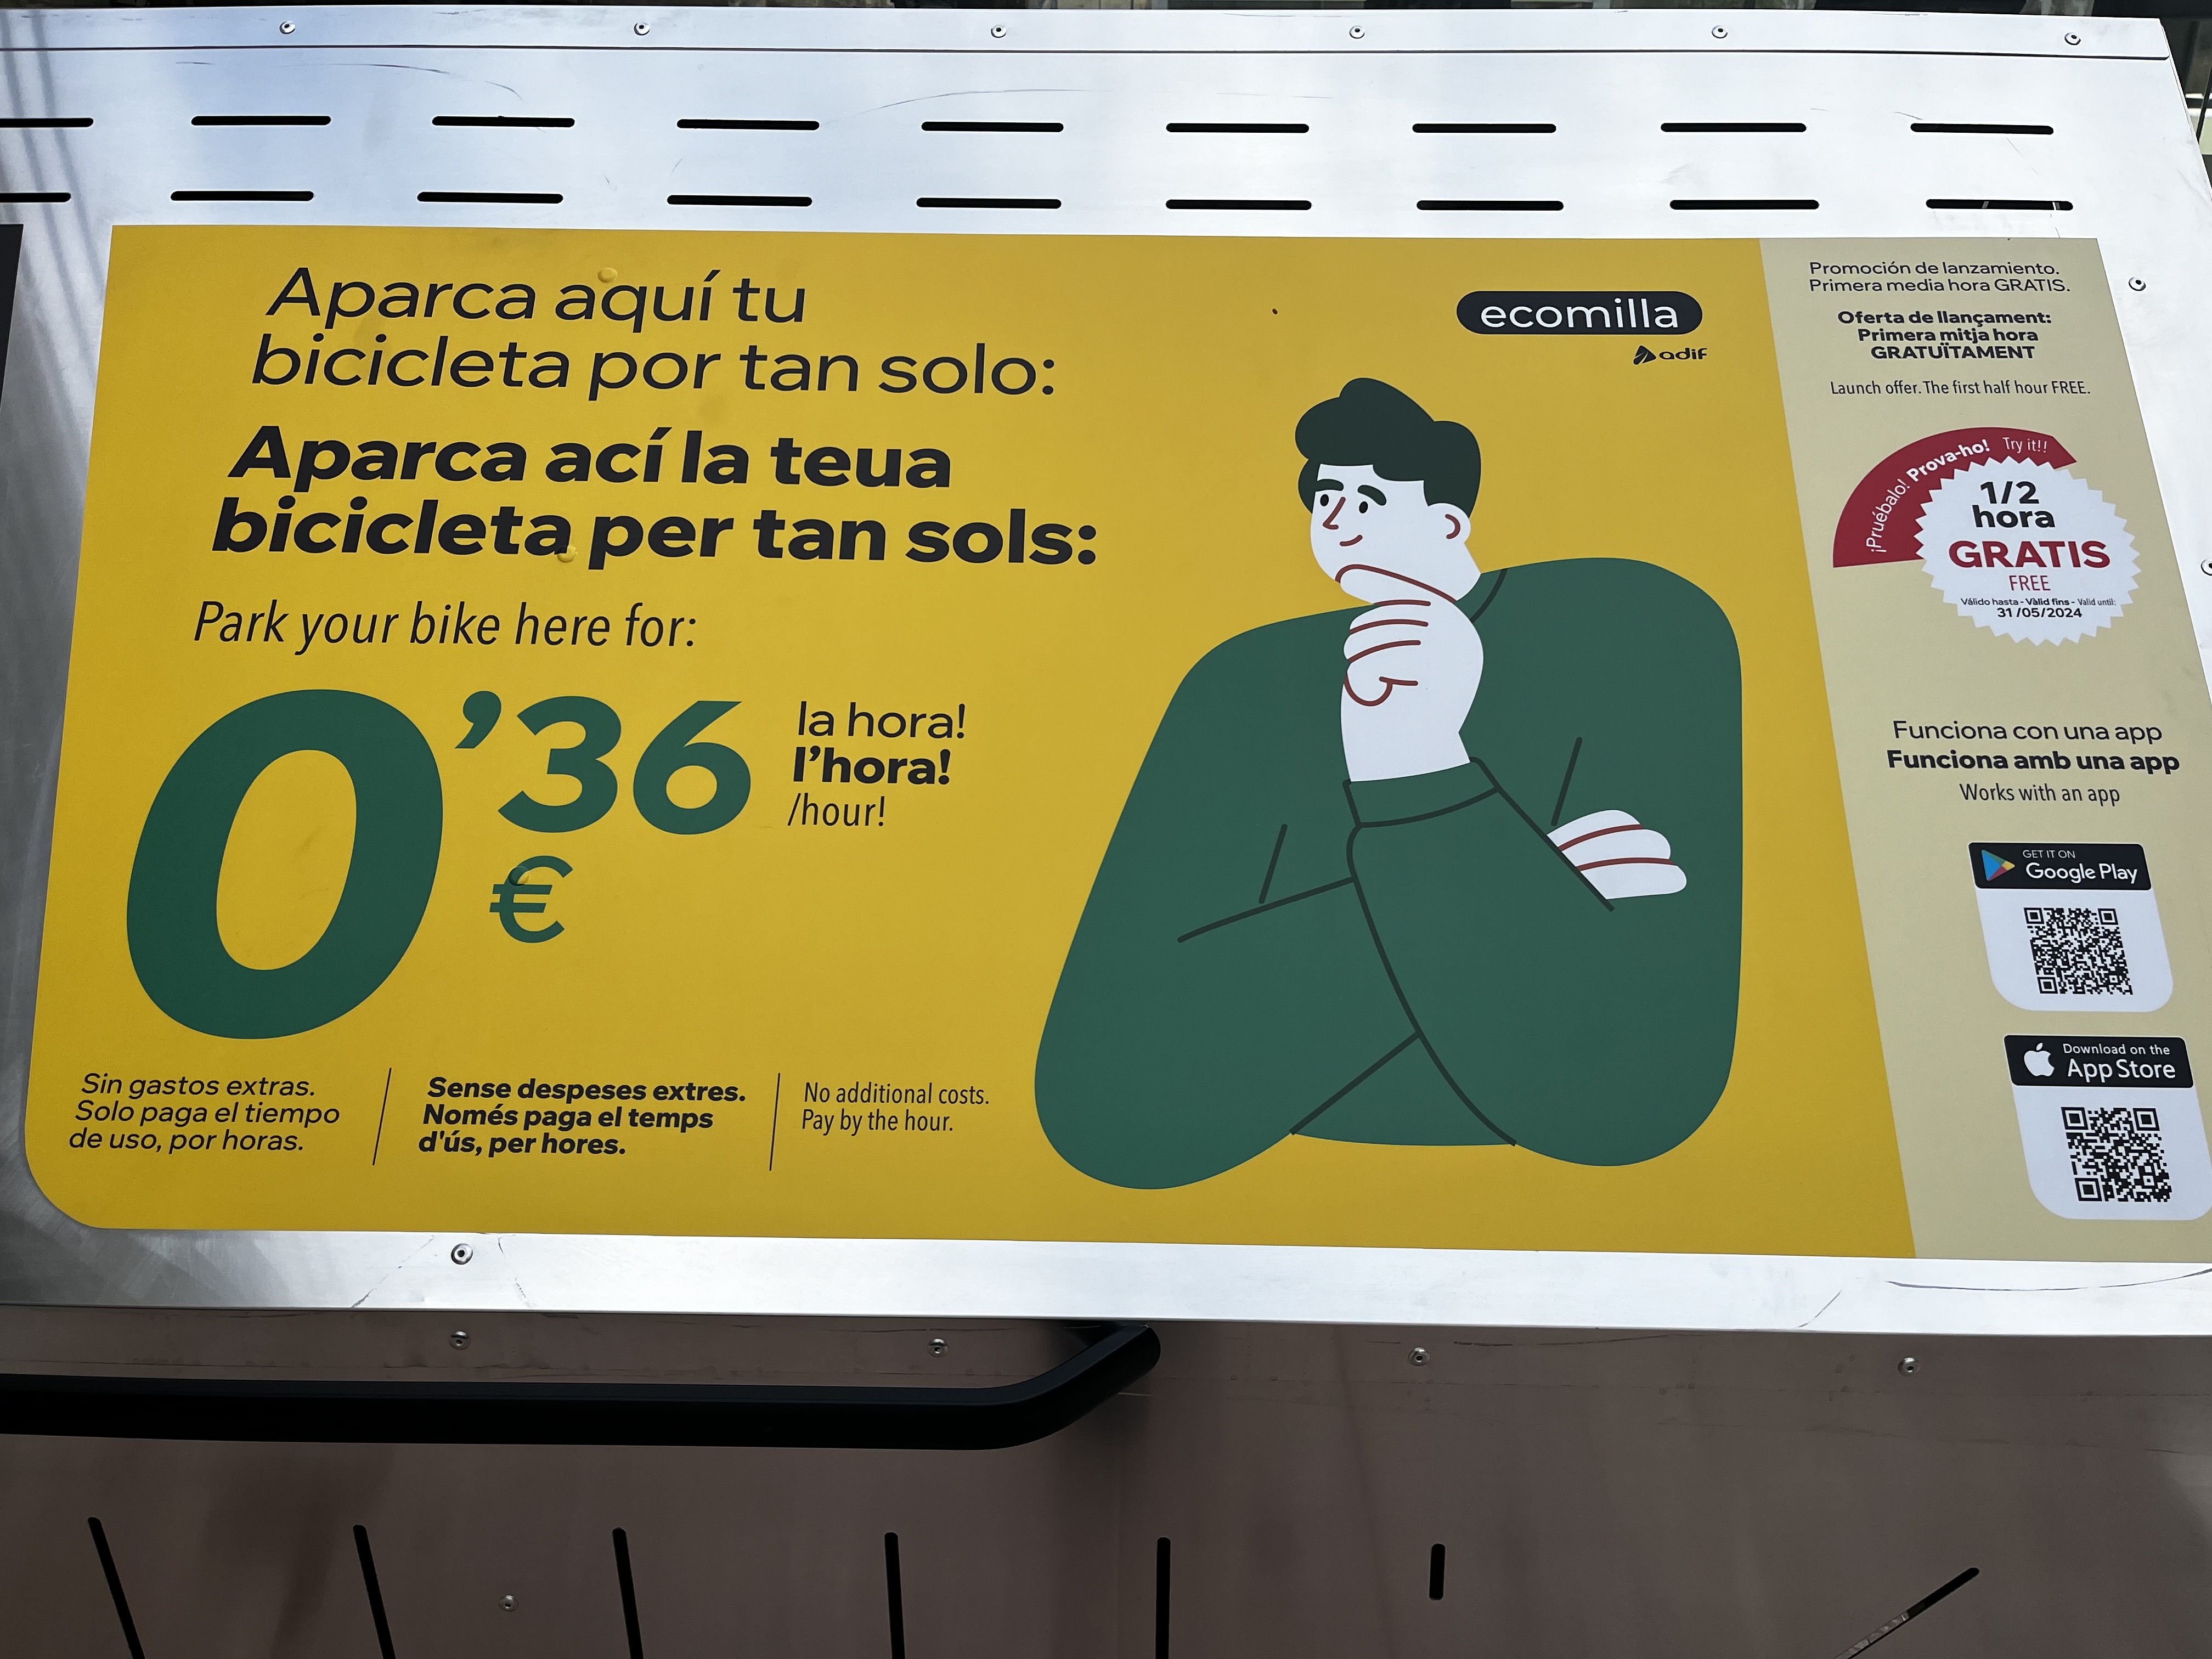 Aparca aquí tu
bicicleta por tan solo:
Aparca ací la teua
bicicleta per tan sols:
Park your bike here for:
0’36
€
la hora!
l’hora!
/hour!
Sin gastos extras.
Solo paga el tiempo
de uso, por horas.
Sense despeses extres.
Només paga el temps
d'ús, per hores.
No additional costs.
Pay by the hour.
ecomilla
adif
Promoción de lanzamiento.
Primera media hora GRATIS.
Oferta de llançament:
Primera mitja hora
GRATUÏTAMENT
Launch offer. The first half hour FREE.
¡Pruébalo! Prova-ho! Try it!!
1/2
hora
GRATIS
FREE
Válido hasta - Vàlid fins - Valid until:
31/05/2024
Funciona con una app
Funciona amb una app
Works with an app
GET IT ON
Google Play
Download on the
App Store